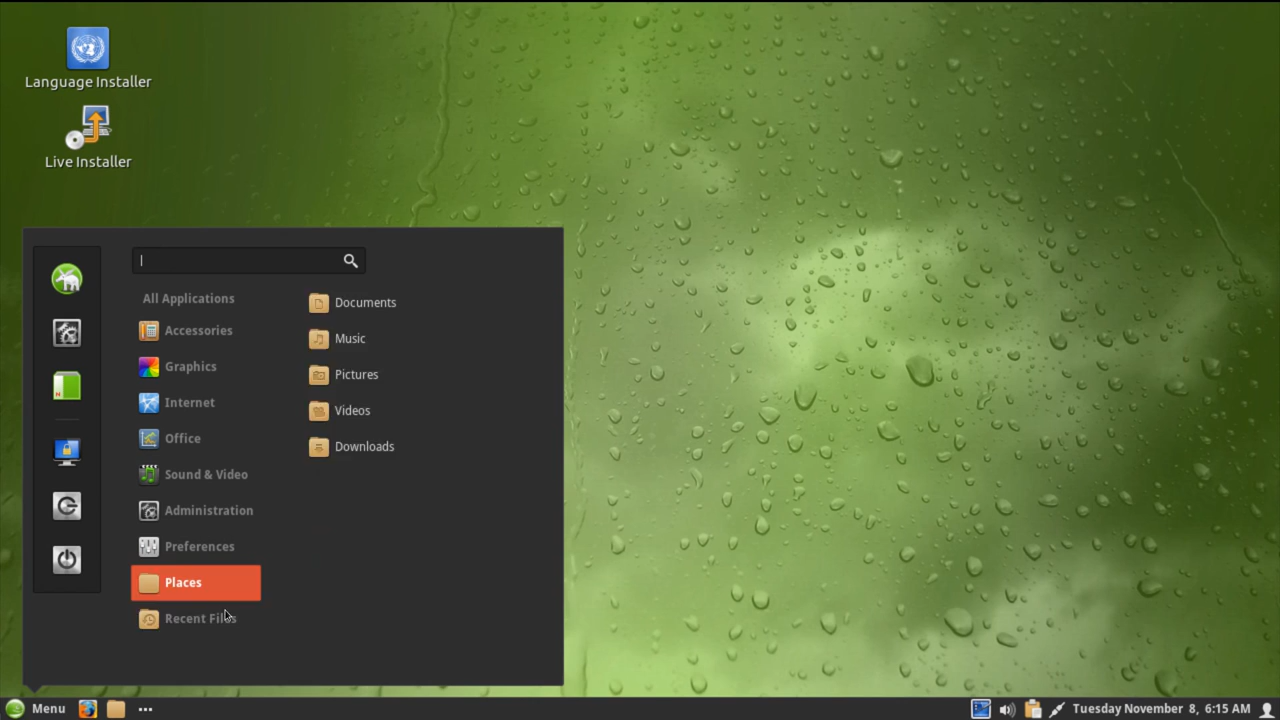 Language Installer
Live Installer
All Applications
Accessories
Graphics
Internet
Office
Sound & Video
Administration
Preferences
Places
Recent Files
Documents
Music
Pictures
Videos
Downloads
Menu
Tuesday November 8, 6:15 AM